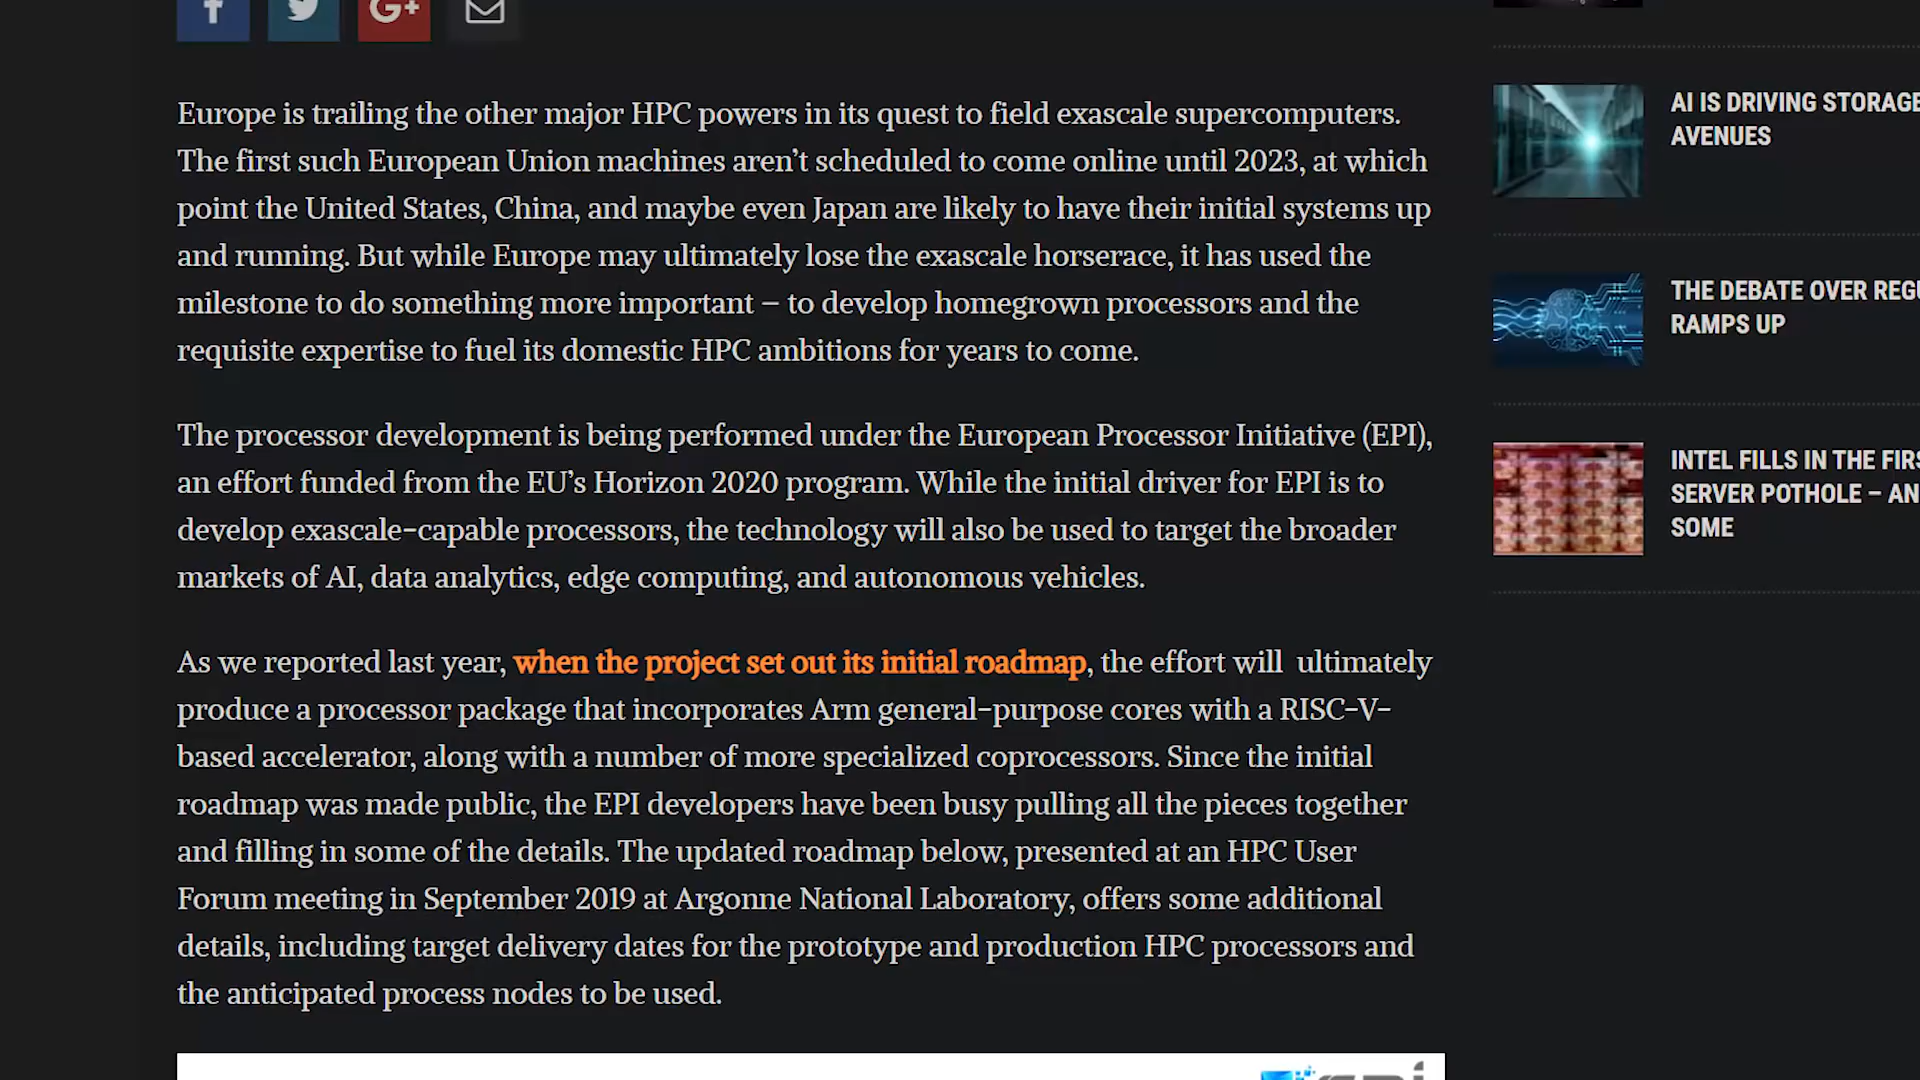 Europe is trailing the other major HPC powers in its quest to field exascale supercomputers.
The first such European Union machines aren’t scheduled to come online until 2023, at which
point the United States, China, and maybe even Japan are likely to have their initial systems up
and running. But while Europe may ultimately lose the exascale horserace, it has used the
milestone to do something more important – to develop homegrown processors and the
requisite expertise to fuel its domestic HPC ambitions for years to come.
The processor development is being performed under the European Processor Initiative (EPI),
an effort funded from the EU’s Horizon 2020 program. While the initial driver for EPI is to
develop exascale-capable processors, the technology will also be used to target the broader
markets of AI, data analytics, edge computing, and autonomous vehicles.
As we reported last year, when the project set out its initial roadmap, the effort will ultimately
produce a processor package that incorporates Arm general-purpose cores with a RISC-V-
based accelerator, along with a number of more specialized coprocessors. Since the initial
roadmap was made public, the EPI developers have been busy pulling all the pieces together
and filling in some of the details. The updated roadmap below, presented at an HPC User
Forum meeting in September 2019 at Argonne National Laboratory, offers some additional
details, including target delivery dates for the prototype and production HPC processors and
the anticipated process nodes to be used.
AI IS DRIVING STORAGE
AVENUES
THE DEBATE OVER
RAMPS UP
INTEL FILLS IN THE
SERVER POTHOLE – AN
SOME